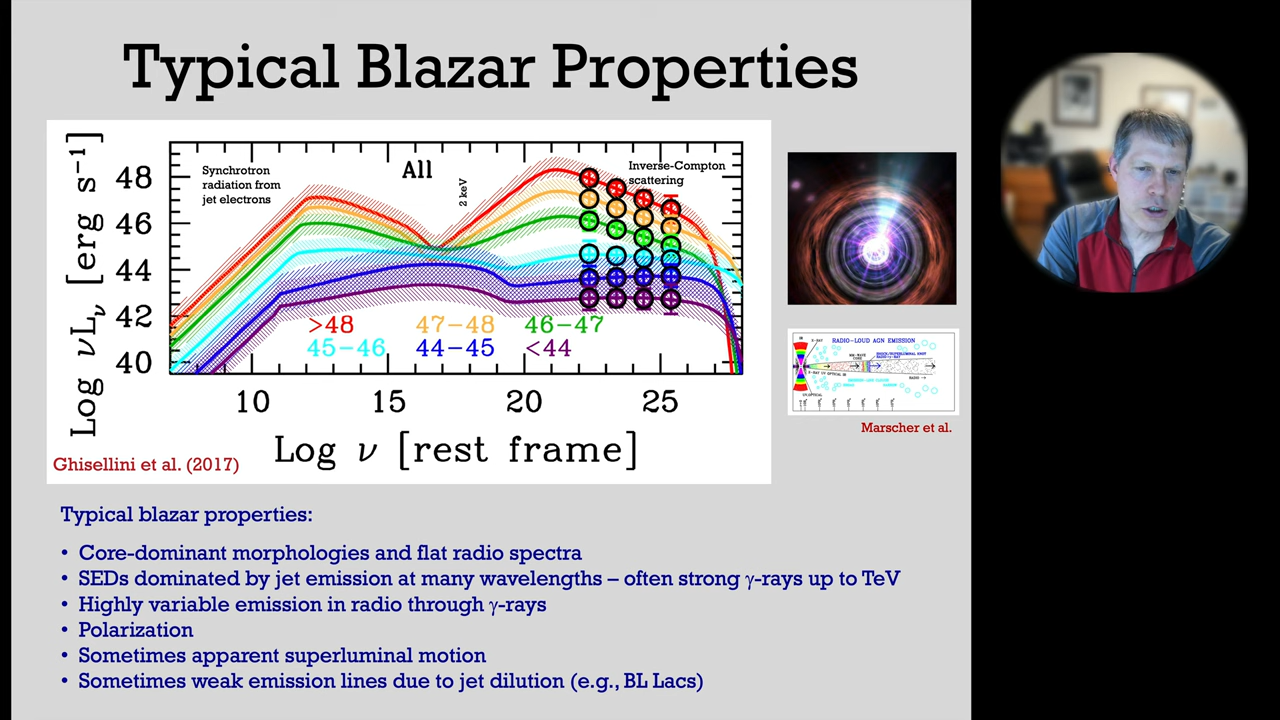 Typical Blazar Properties
Log νLν [erg s−1]
48
46
44
42
40
Synchrotron
radiation from
jet electrons
All
2 keV
Inverse-Compton
scattering
>48 47−48 46−47
45−46 44−45 <44
10 15 20 25
Log ν [rest frame]
Ghisellini et al. (2017)
RADIO-LOUD AGN EMISSION
Marscher et al.
Typical blazar properties:
• Core-dominant morphologies and flat radio spectra
• SEDs dominated by jet emission at many wavelengths – often strong γ-rays up to TeV
• Highly variable emission in radio through γ-rays
• Polarization
• Sometimes apparent superluminal motion
• Sometimes weak emission lines due to jet dilution (e.g., BL Lacs)